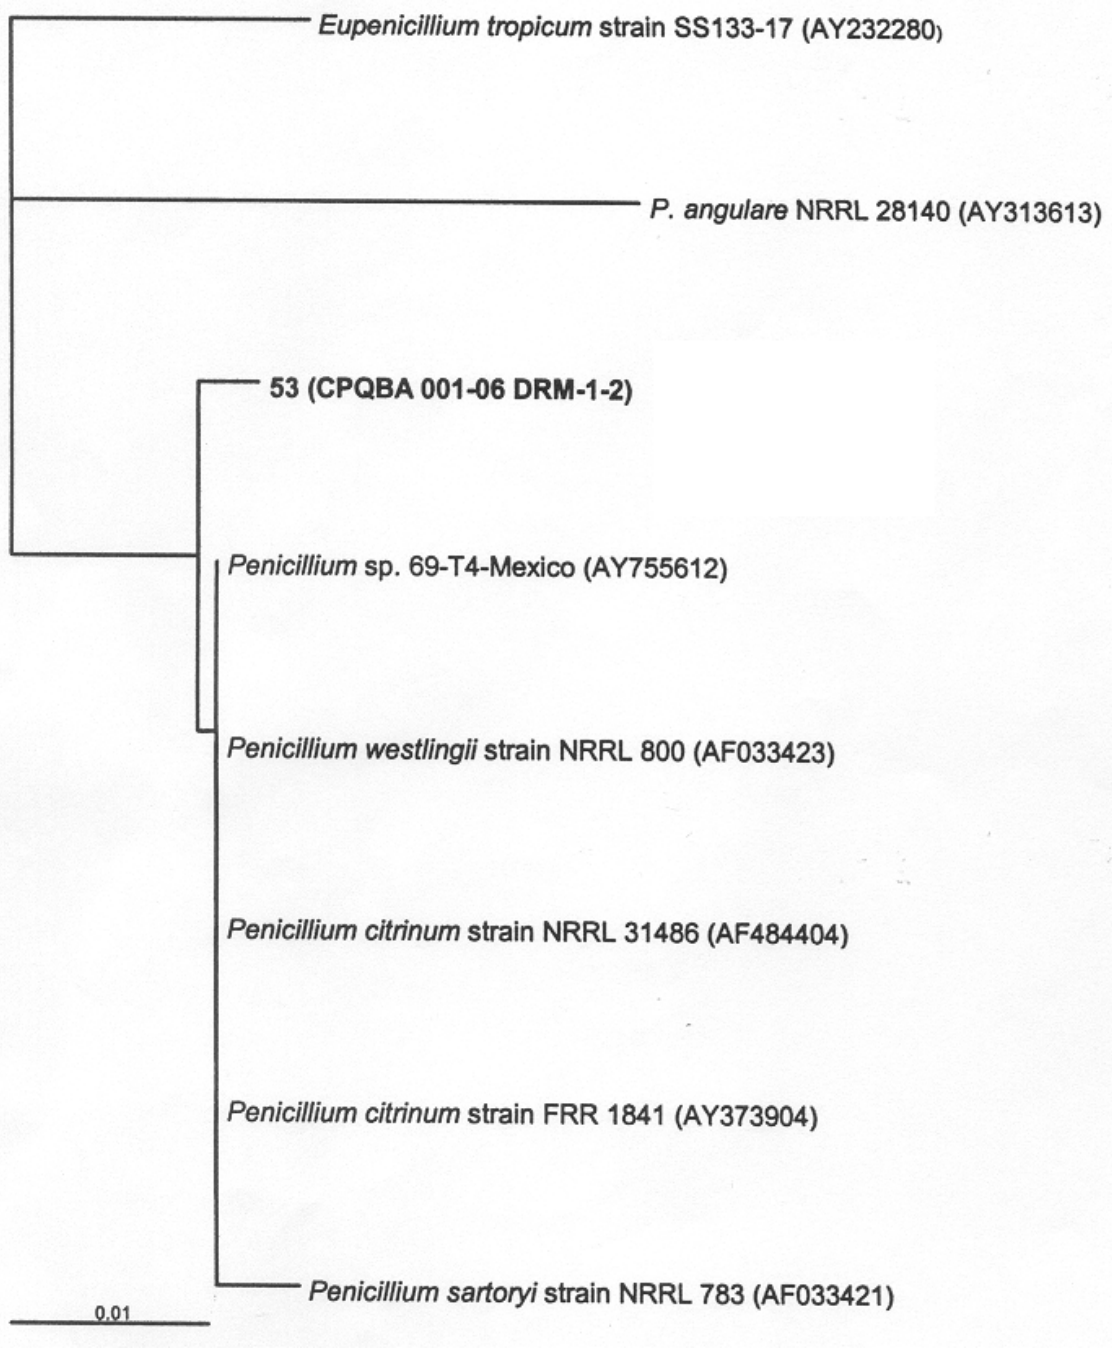 Eupenicillium tropicum strain SS133-17 (AY232280)
P. angulare NRRL 28140 (AY313613)
53 (CPQBA 001-06 DRM-1-2)
Penicillium sp. 69-T4-Mexico (AY755612)
Penicillium westlingii strain NRRL 800 (AF033423)
Penicillium citrinum strain NRRL 31486 (AF484404)
Penicillium citrinum strain FRR 1841 (AY373904)
Penicillium sartoryi strain NRRL 783 (AF033421)
0.01